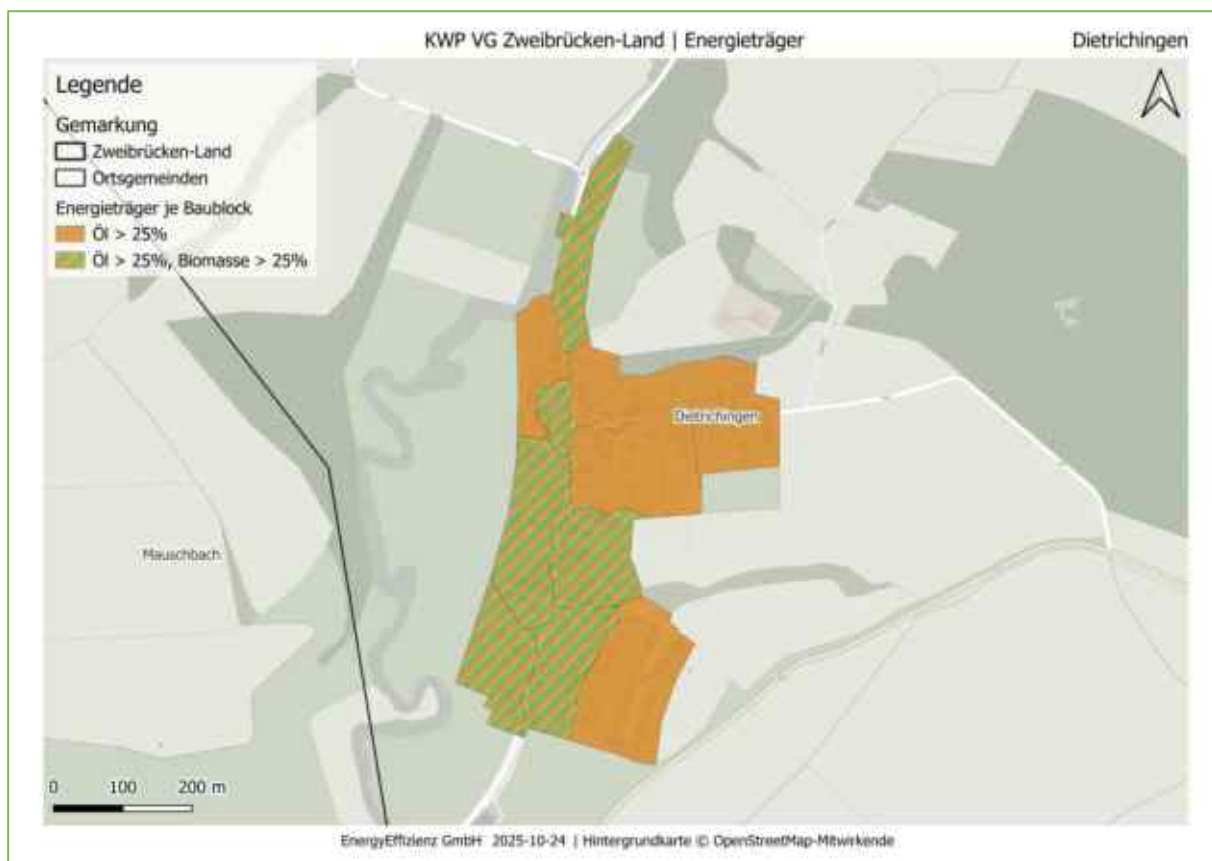 KWP VG Zweibrücken-Land | Energieträger
Dietrichingen
Legende
Gemarkung
Zweibrücken-Land
Ortsgemeinden
Energieträger je Baublock
Öl > 25%
Öl > 25%, Biomasse > 25%
Dietrichingen
Mauschbach
0 100 200 m
EnergyEffizienz GmbH 2025-10-24 | Hintergrundkarte © OpenStreetMap-Mitwirkende